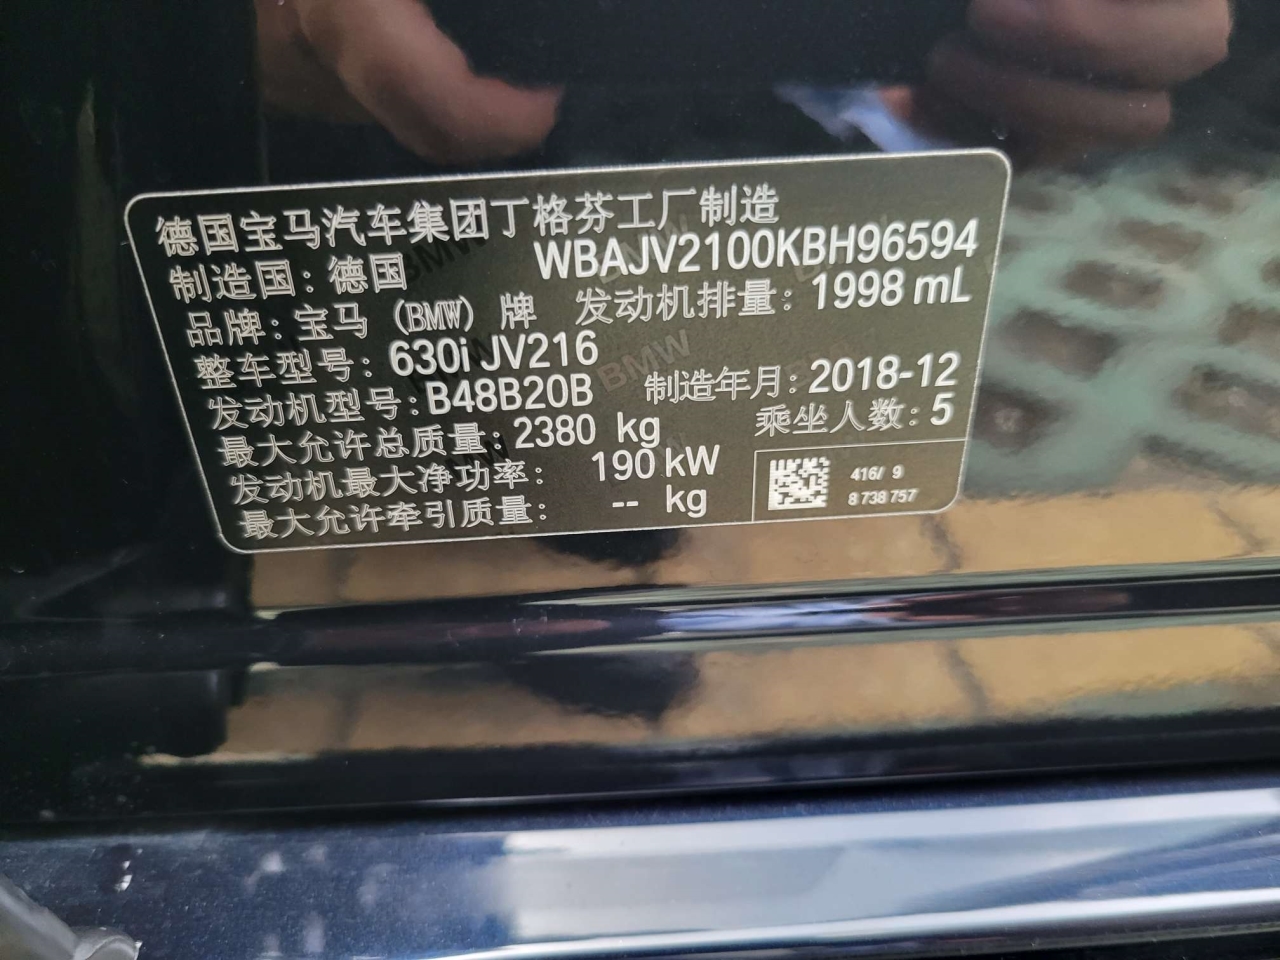 德国宝马汽车集团丁格芬工厂制造
制造国：德国 WBAJV2100KBH96594
品牌：宝马（BMW）牌 发动机排量：1998 mL
整车型号：630i JV216
发动机型号：B48B20B 制造年月：2018-12
最大允许总质量：2380 kg 乘坐人数：5
发动机最大净功率： 190 kW
最大允许牵引质量： -- kg
416/ 9
8 738 757
BMW
BMW
BMW